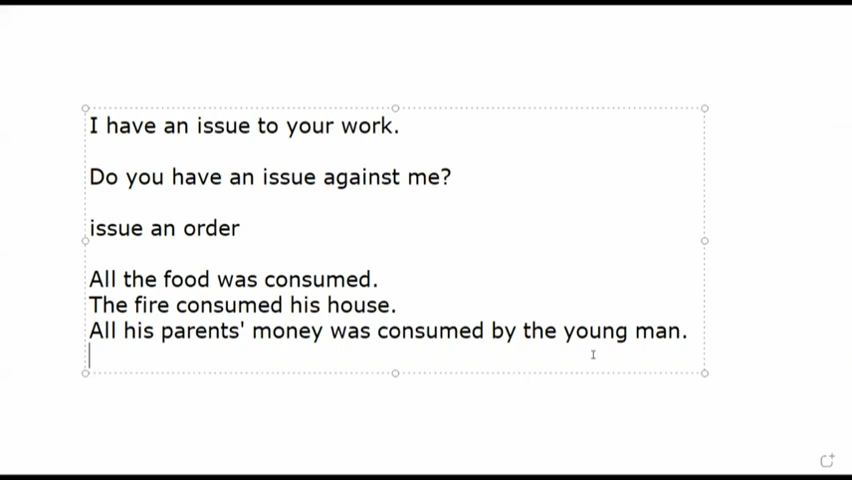 I have an issue to your work.
Do you have an issue against me?
issue an order
All the food was consumed.
The fire consumed his house.
All his parents' money was consumed by the young man.